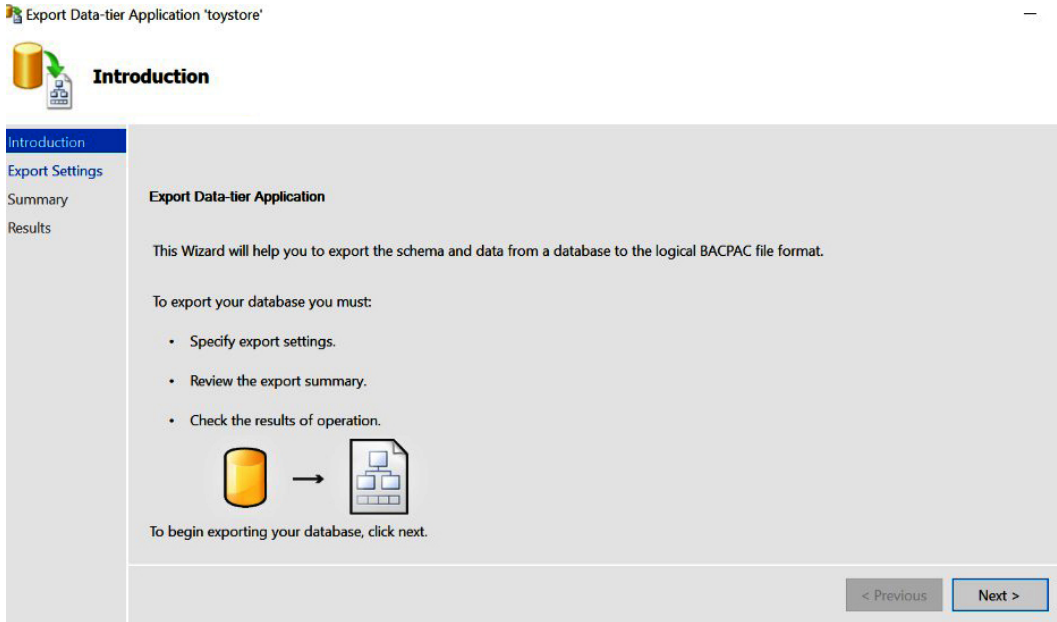 Export Data-tier Application 'toystore'
Introduction
Introduction
Export Settings
Summary
Results
Export Data-tier Application
This Wizard will help you to export the schema and data from a database to the logical BACPAC file format.
To export your database you must:
• Specify export settings.
• Review the export summary.
• Check the results of operation.
To begin exporting your database, click next.
< Previous
Next >